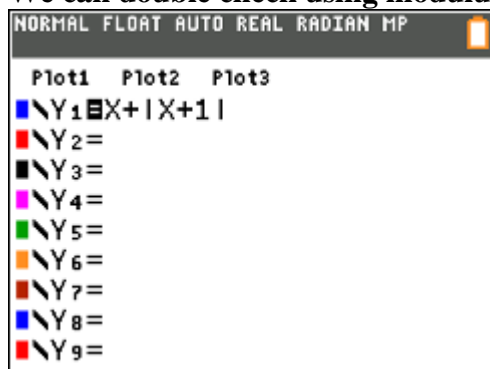 We can double check using modulu
NORMAL FLOAT AUTO REAL RADIAN MP
Plot1 Plot2 Plot3
\Y1=X+|X+1|
\Y2=
\Y3=
\Y4=
\Y5=
\Y6=
\Y7=
\Y8=
\Y9=